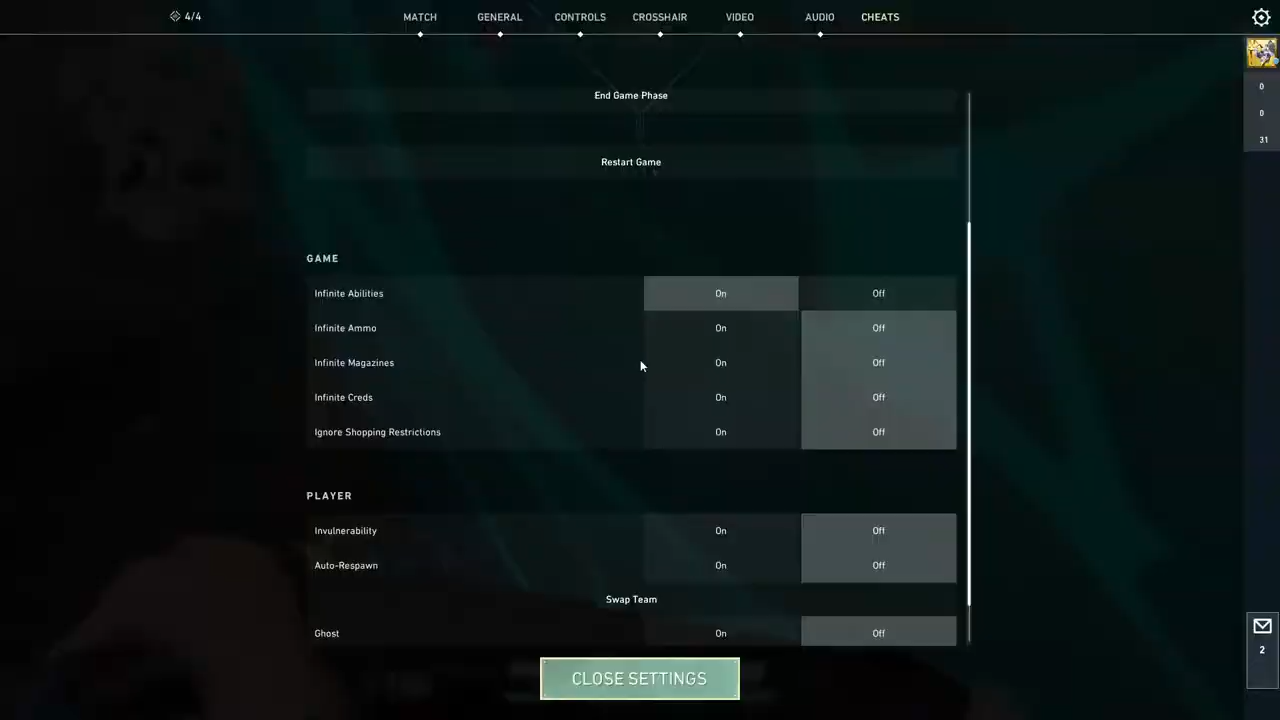 4/4
MATCH GENERAL CONTROLS CROSSHAIR VIDEO AUDIO CHEATS
End Game Phase
0
0
31
Restart Game
GAME
Infinite Abilities On Off
Infinite Ammo On Off
Infinite Magazines On Off
Infinite Creds On Off
Ignore Shopping Restrictions On Off
PLAYER
Invulnerability On Off
Auto-Respawn On Off
Swap Team
Ghost On Off
2
CLOSE SETTINGS